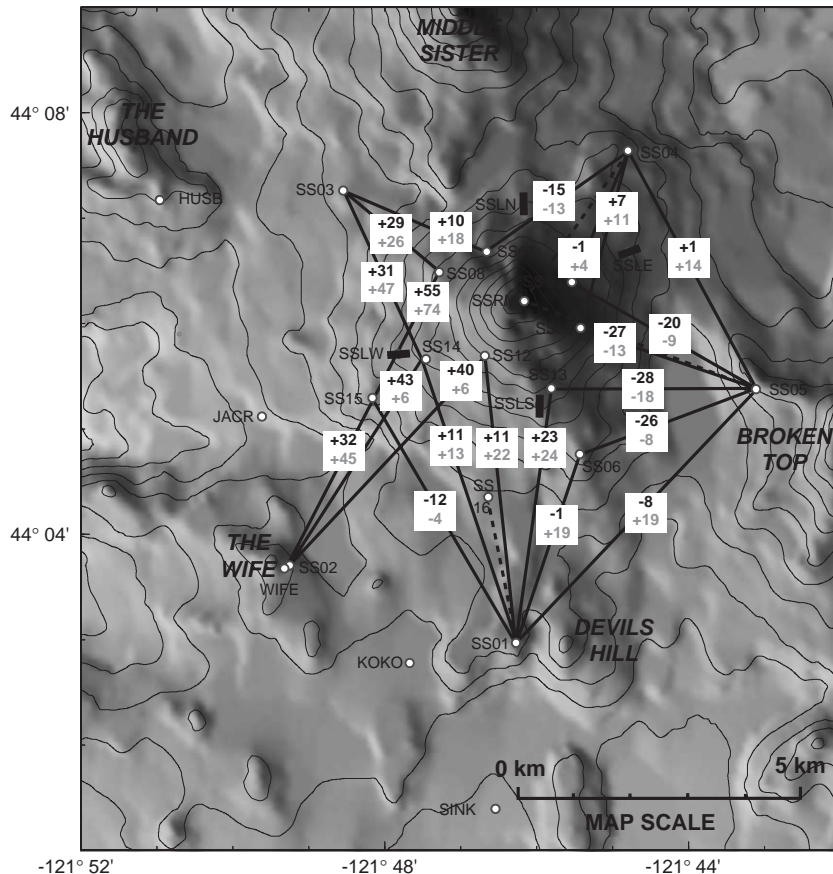 MIDDLE
SISTER
44° 08'
THE
HUSBAND
SS04
SS03
HUSB
SSLN
-15
-13
+7
+11
+29
+26
+10
+18
SS
+1
+14
SSLE
-1
+4
+31
+47
SS08
+55
+74
SSRM
SS
-27
-13
-20
-9
SSLW
SS14
SS12
+43
+6
+40
+6
SS13
-28
-18
SS05
SS15
SSLS
JACR
-26
-8
BROKEN
TOP
+32
+45
+11
+13
+11
+22
+23
+24
SS06
SS
16
-12
-4
-1
+19
-8
+19
44° 04'
THE
WIFE
SS02
WIFE
DEVILS
HILL
SS01
KOKO
0 km
5 km
SINK
MAP SCALE
-121° 52'
-121° 48'
-121° 44'